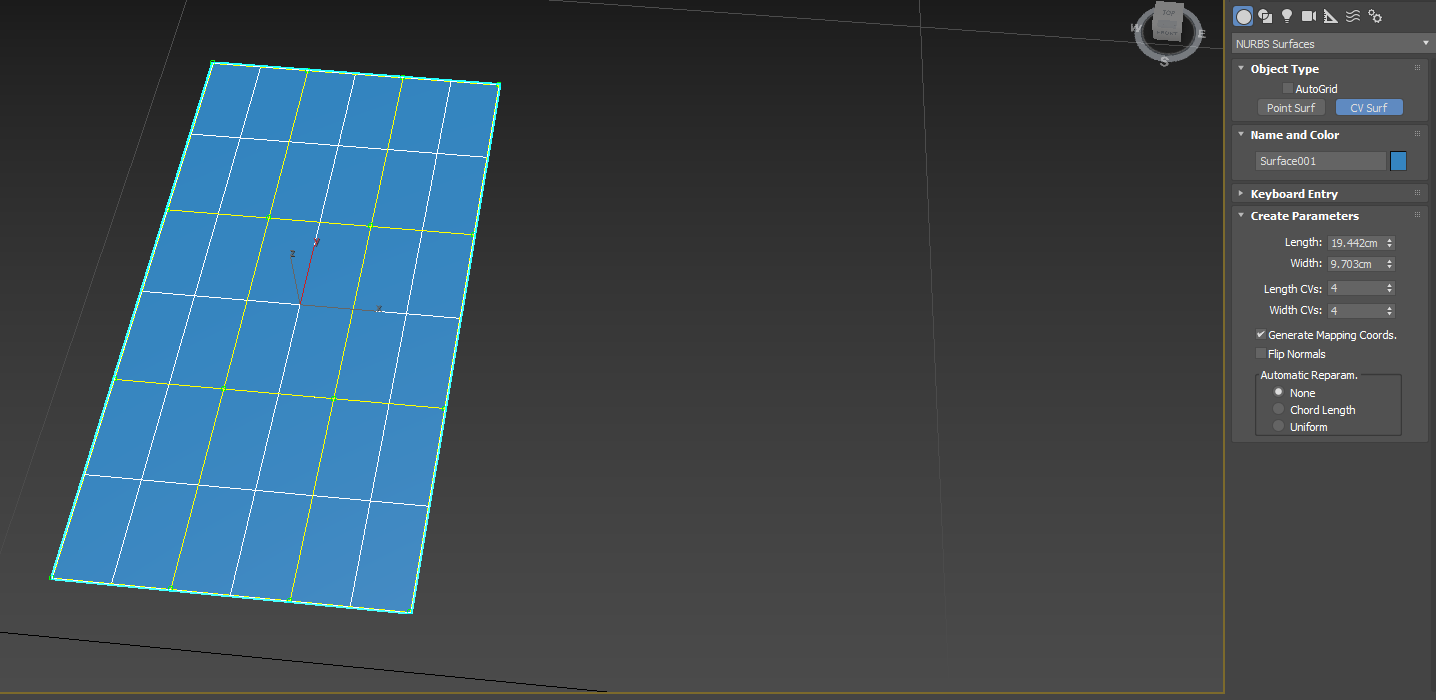 TOP
FRONT
W
E
S
z
y
x
NURBS Surfaces
Object Type
AutoGrid
Point Surf
CV Surf
Name and Color
Surface001
Keyboard Entry
Create Parameters
Length: 19.442cm
Width: 9.703cm
Length CVs: 4
Width CVs: 4
Generate Mapping Coords.
Flip Normals
Automatic Reparam.
None
Chord Length
Uniform